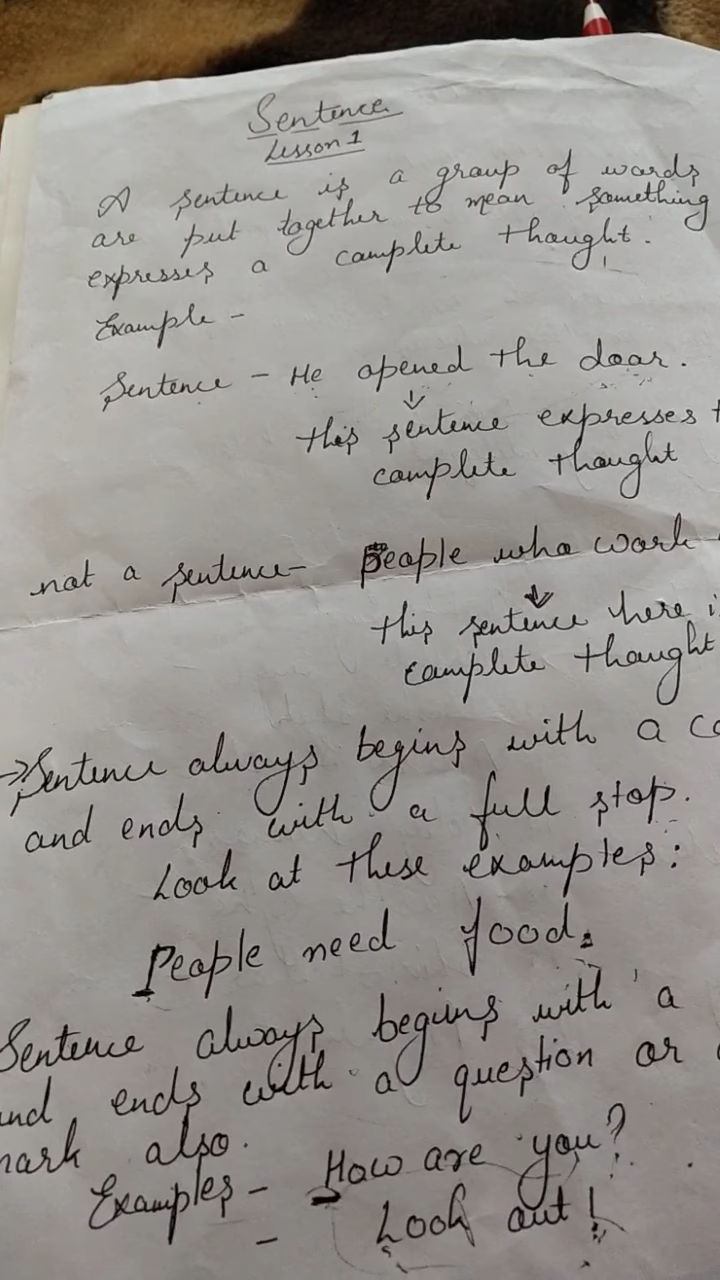 Sentence
Lesson 1
A sentence is a group of words
are put together to mean something
expresses a complete thought.
Example -
Sentence - He opened the door.
this sentence expresses
complete thought
not a sentence- People who work
this sentence here
complete thought
→ Sentence always begins with a
and ends with a full stop.
Look at these examples:
People need food.
Sentence always begins with a
and ends with a question or
mark also.
Examples - How are you?
- Look out!